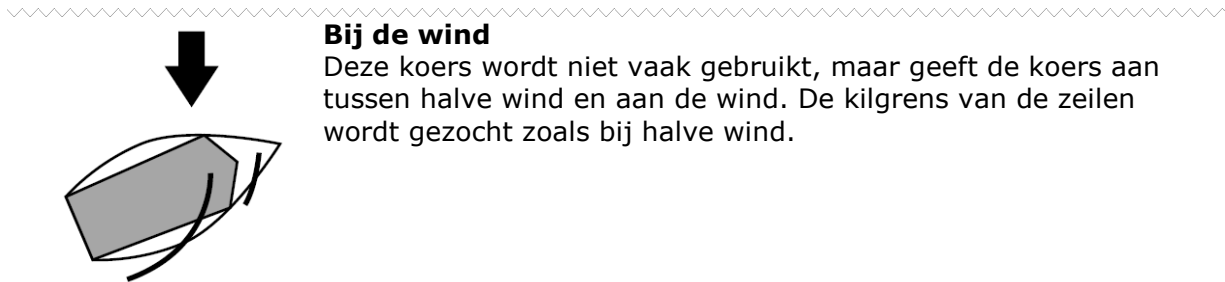 Bij de wind
Deze koers wordt niet vaak gebruikt, maar geeft de koers aan
tussen halve wind en aan de wind. De kilgrens van de zeilen
wordt gezocht zoals bij halve wind.